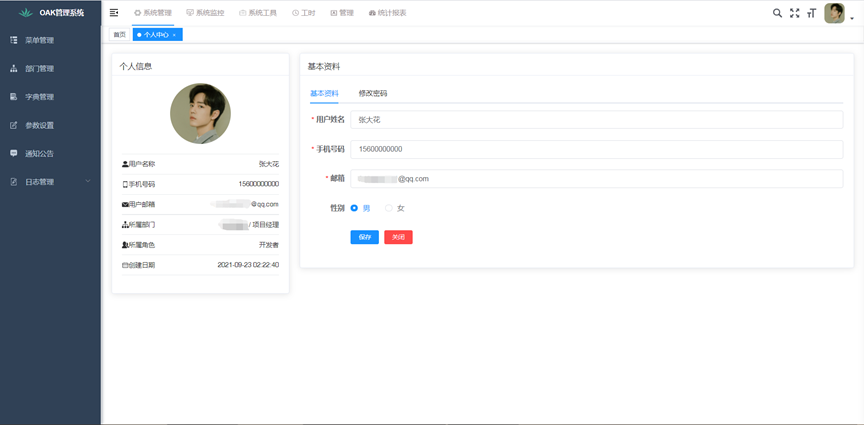 OAK管理系统
系统管理 系统监控 系统工具 工时 管理 统计报表
首页 个人中心 ×
菜单管理
部门管理
字典管理
参数设置
通知公告
日志管理
个人信息
用户名称 张大花
手机号码 15600000000
用户邮箱 @qq.com
所属部门 / 项目经理
所属角色 开发者
创建日期 2021-09-23 02:22:40
基本资料
基本资料 修改密码
* 用户姓名 张大花
* 手机号码 15600000000
* 邮箱 @qq.com
性别 男 女
保存 关闭